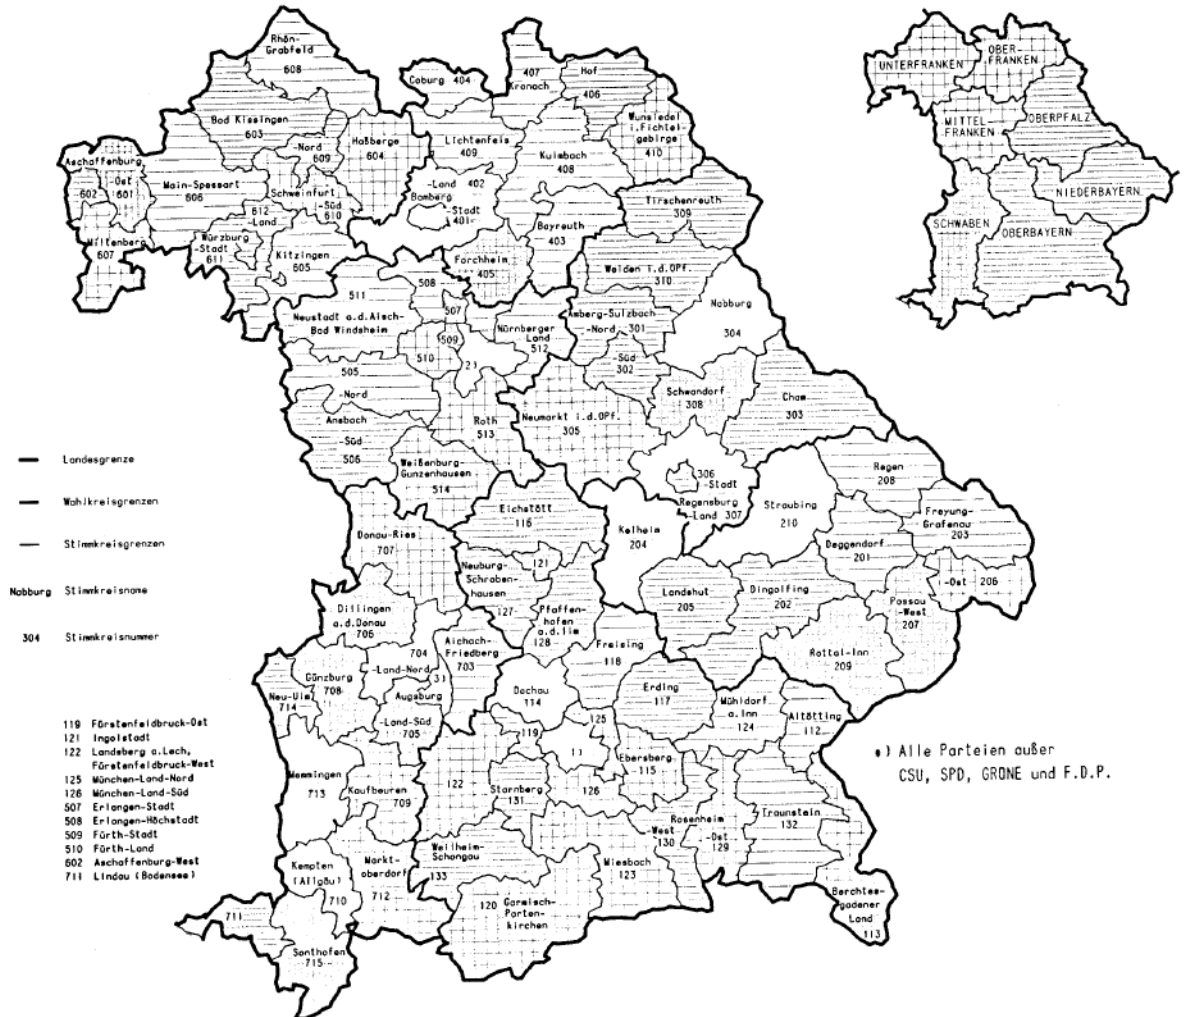 Rhön-
Grabfeld
608
Coburg 404
407
Kronach
Hof
406
Bad Kissingen
603
-Nord
609
Haßberge
604
Lichtenfels
409
Kulmbach
408
Wunsiedel
i.Fichtel-
gebirge
410
Aschaffenburg
602
-Ost
601
Main-Spessart
606
Schweinfurt
-Süd
610
612
-Land
Würzburg
-Stadt
611
Kitzingen
605
Miltenberg
607
-Land 402
Bamberg
-Stadt
401
Bayreuth
403
Forchheim
405
Tirschenreuth
309
Weiden i.d.OPf.
310
Nabburg
304
511
Neustadt a.d.Aisch-
Bad Windsheim
508
507
509
510
2)
Nürnberger
Land
512
Amberg-Sulzbach
-Nord 301
-Süd
302
Schwandorf
308
Cham
303
505
-Nord
Ansbach
-Süd
506
Roth
513
Neumarkt i.d.OPf.
305
Weißenburg-
Gunzenhausen
514
306
-Stadt
Regensburg
-Land 307
Eichstätt
116
Kelheim
204
Straubing
210
Regen
208
Freyung-
Grafenau
203
Deggendorf
201
-Ost 206
Passau
-West
207
Donau-Ries
707
Neuburg-
Schroben-
hausen
127
121
Pfaffen-
hofen
a.d.Ilm
128
Landshut
205
Dingolfing
202
Rottal-Inn
209
Dillingen
a.d.Donau
706
704
-Land-Nord
3)
Augsburg
-Land-Süd
705
Aichach-
Friedberg
703
Freising
118
Günzburg
708
Neu-Ulm
714
Dachau
114
Erding
117
Mühldorf
a.Inn
124
Altötting
112
125
119
1)
Ebersberg
115
122
Starnberg
131
126
Memmingen
713
Kaufbeuren
709
Rosenheim
-West
130
-Ost
129
Traunstein
132
Weilheim-
Schongau
133
Miesbach
123
Kempten
(Allgäu)
710
Markt-
oberdorf
712
120
Garmisch-
Parten-
kirchen
Berchtes-
gadener
Land
113
711
Sonthofen
715
UNTERFRANKEN
OBER-
FRANKEN
MITTEL-
FRANKEN
OBERPFALZ
NIEDERBAYERN
SCHWABEN
OBERBAYERN
Landesgrenze
Wahlkreisgrenzen
Stimmkreisgrenzen
Nabburg Stimmkreisname
304 Stimmkreisnummer
119 Fürstenfeldbruck-Ost
121 Ingolstadt
122 Landsberg a.Lech,
Fürstenfeldbruck-West
125 München-Land-Nord
126 München-Land-Süd
507 Erlangen-Stadt
508 Erlangen-Höchstadt
509 Fürth-Stadt
510 Fürth-Land
602 Aschaffenburg-West
711 Lindau (Bodensee)
*) Alle Parteien außer
CSU, SPD, GRÜNE und F.D.P.